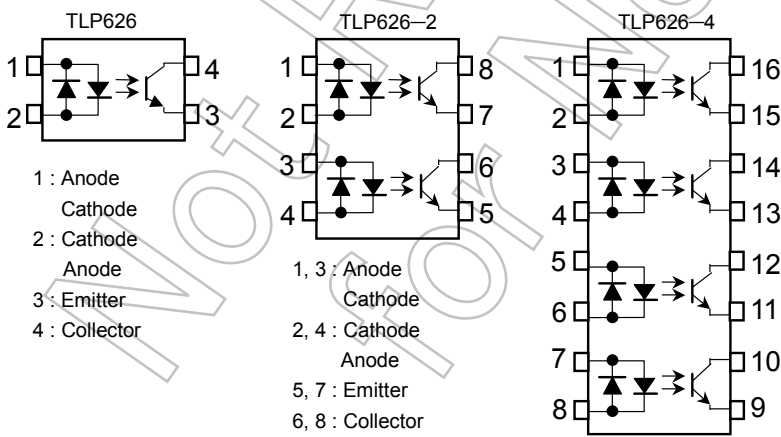 TLP626
1
2
4
3
1 : Anode
Cathode
2 : Cathode
Anode
3 : Emitter
4 : Collector
TLP626—2
1
2
3
4
8
7
6
5
1, 3 : Anode
Cathode
2, 4 : Cathode
Anode
5, 7 : Emitter
6, 8 : Collector
TLP626—4
1
2
3
4
5
6
7
8
16
15
14
13
12
11
10
9
Not
for